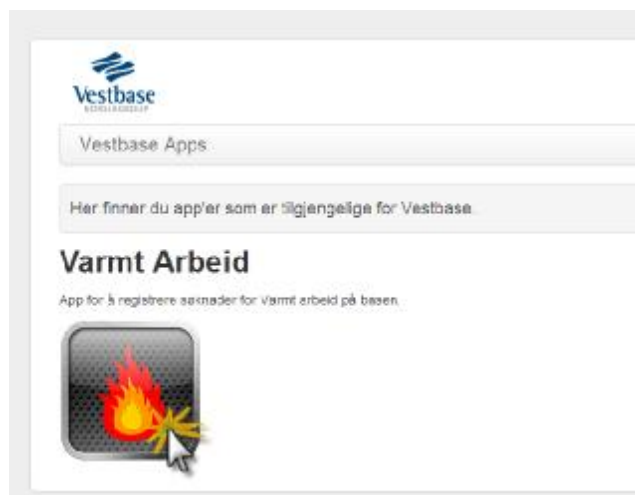 Vestbase
Vestbase Apps
Her finner du app'er som er tilgjengelige for Vestbase.
Varmt Arbeid
App for å registrere søknader for Varmt arbeid på basen.